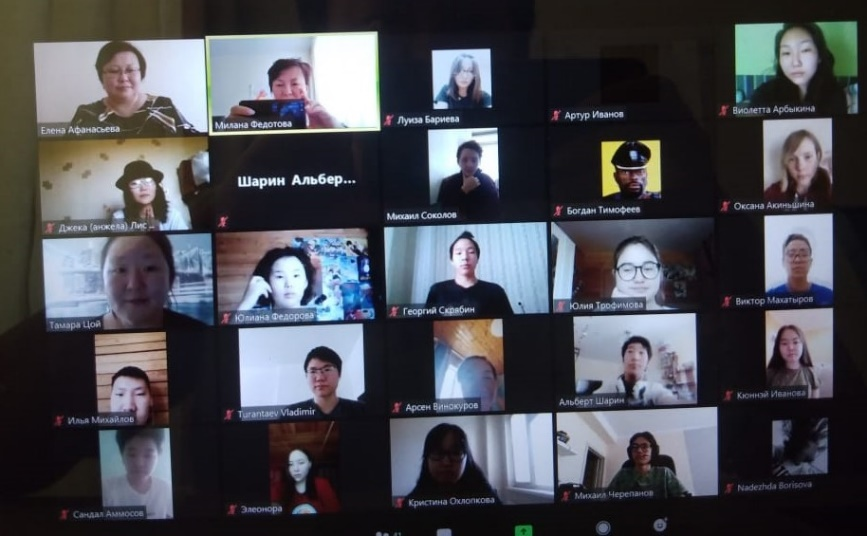 Елена Афанасьева
Милана Федотова
Луиза Бариева
Артур Иванов
Виолетта Арбыкина
Джека (анжела) Лис...
Шарин Альбер...
Михаил Соколов
Богдан Тимофеев
Оксана Акиньшина
Тамара Цой
Юлиана Федорова
Георгий Скрябин
Юлия Трофимова
Виктор Махатыров
Илья Михайлов
Turantaev Vladimir
Арсен Винокуров
Альберт Шарин
Кюннэй Иванова
Сандал Аммосов
Элеонора
Кристина Охлопкова
Михаил Черепанов
Nadezhda Borisova